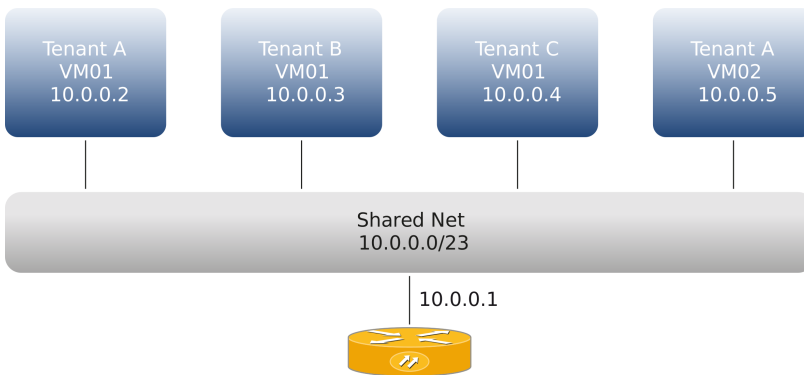 Tenant A
VM01
10.0.0.2
Tenant B
VM01
10.0.0.3
Tenant C
VM01
10.0.0.4
Tenant A
VM02
10.0.0.5
Shared Net
10.0.0.0/23
10.0.0.1